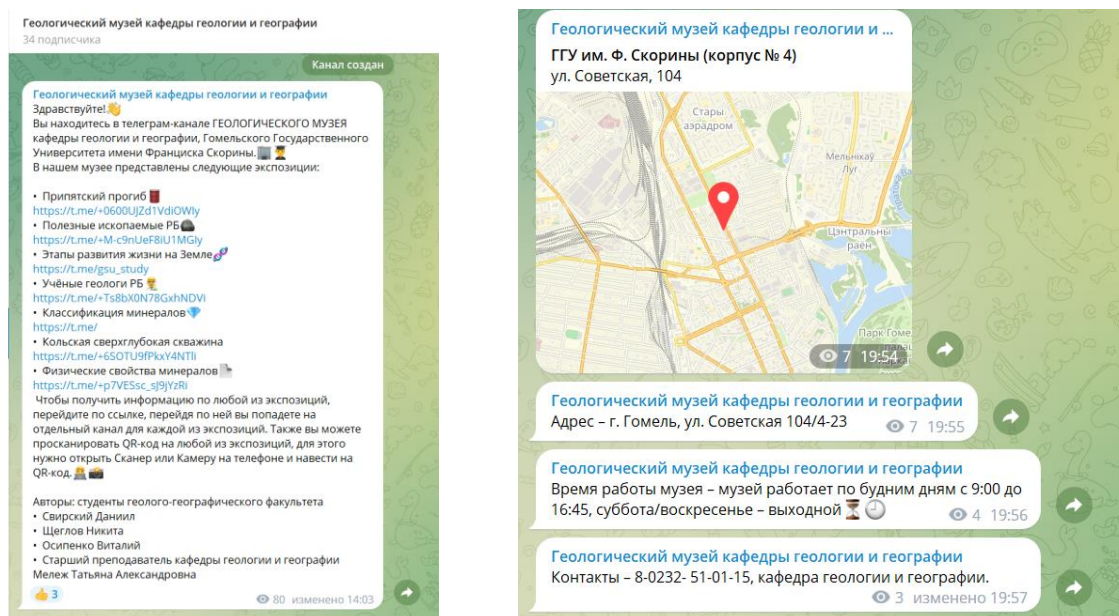 Геологический музей кафедры геологии и географии
34 подписчика
Канал создан
Геологический музей кафедры геологии и географии
Здравствуйте!👋
Вы находитесь в телеграм-канале ГЕОЛОГИЧЕСКОГО МУЗЕЯ
кафедры геологии и географии, Гомельского Государственного
Университета имени Франциска Скорины.
В нашем музее представлены следующие экспозиции:
• Припятский прогиб
https://t.me/+0600UJZd1VdiOWIy
• Полезные ископаемые РБ
https://t.me/+M-c9nUeF8iU1MGIy
• Этапы развития жизни на Земле🧬
https://t.me/gsu_study
• Учёные геологи РБ
https://t.me/+Ts8bX0N78GxhNDVi
• Классификация минералов💎
https://t.me/
• Кольская сверхглубокая скважина
https://t.me/+6SOTU9fPkxY4NTli
• Физические свойства минералов
https://t.me/+p7VESsc_sJ9jYzRi
Чтобы получить информацию по любой из экспозиций,
перейдите по ссылке, перейдя по ней вы попадете на
отдельный канал для каждой из экспозиций. Также вы можете
просканировать QR-код на любой из экспозиций, для этого
нужно открыть Сканер или Камеру на телефоне и навести на
QR-код.
Авторы: студенты геолого-географического факультета
• Свирский Даниил
• Щеглов Никита
• Осипенко Виталий
• Старший преподаватель кафедры геологии и географии
Мележ Татьяна Александровна
👍 3
80 изменено 14:03
Геологический музей кафедры геологии и ...
ГГУ им. Ф. Скорины (корпус № 4)
ул. Советская, 104
Стары
аэрадром
Мельнікаў
Луг
Цэнтральны
раён
Парк Гоме
7 19:54
Геологический музей кафедры геологии и географии
Адрес – г. Гомель, ул. Советская 104/4-23
7 19:55
Геологический музей кафедры геологии и географии
Время работы музея – музей работает по будним дням с 9:00 до
16:45, суббота/воскресенье – выходной ⏳🕘
4 19:56
Геологический музей кафедры геологии и географии
Контакты – 8-0232- 51-01-15, кафедра геологии и географии.
3 изменено 19:57